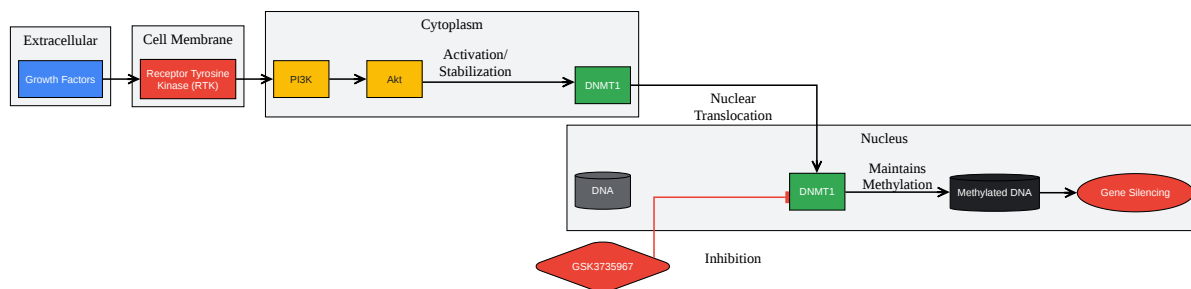 Cytoplasm
Extracellular
Cell Membrane
Growth Factors
Receptor Tyrosine
Kinase (RTK)
PI3K
Akt
Activation/
Stabilization
DNMT1
Nuclear
Translocation
Nucleus
DNA
DNMT1
Maintains
Methylation
Methylated DNA
Gene Silencing
GSK3735967
Inhibition